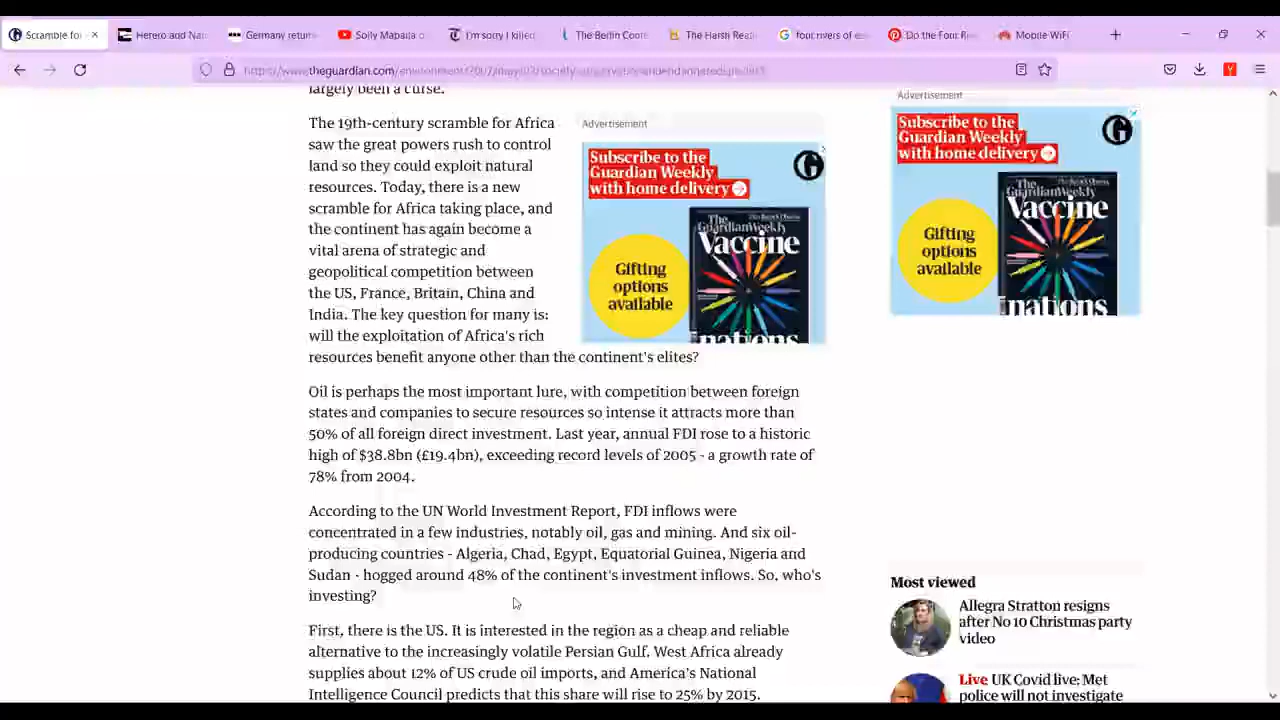 Scramble for
Herero and Na
Germany return
Solly Mapaila o
I'm sorry I killed
The Berlin Con
The Harsh Rea
four rivers of e
Do the Four Ri
Mobile WiFi
largely been a curse.
The 19th-century scramble for Africa
saw the great powers rush to control
land so they could exploit natural
resources. Today, there is a new
scramble for Africa taking place, and
the continent has again become a
vital arena of strategic and
geopolitical competition between
the US, France, Britain, China and
India. The key question for many is:
will the exploitation of Africa's rich
resources benefit anyone other than the continent's elites?
Advertisement
Subscribe to the
Guardian Weekly
with home delivery
Gifting
options
available
The
GuardianWeekly
Vaccine
inations
Oil is perhaps the most important lure, with competition between foreign
states and companies to secure resources so intense it attracts more than
50% of all foreign direct investment. Last year, annual FDI rose to a historic
high of $38.8bn (£19.4bn), exceeding record levels of 2005 - a growth rate of
78% from 2004.
According to the UN World Investment Report, FDI inflows were
concentrated in a few industries, notably oil, gas and mining. And six oil-
producing countries - Algeria, Chad, Egypt, Equatorial Guinea, Nigeria and
Sudan - hogged around 48% of the continent's investment inflows. So, who's
investing?
First, there is the US. It is interested in the region as a cheap and reliable
alternative to the increasingly volatile Persian Gulf. West Africa already
supplies about 12% of US crude oil imports, and America's National
Intelligence Council predicts that this share will rise to 25% by 2015.
Advertisement
Subscribe to the
Guardian Weekly
with home delivery
Gifting
options
available
The
GuardianWeekly
Vaccine
inations
Most viewed
Allegra Stratton resigns
after No 10 Christmas party
video
Live UK Covid live: Met
police will not investigate